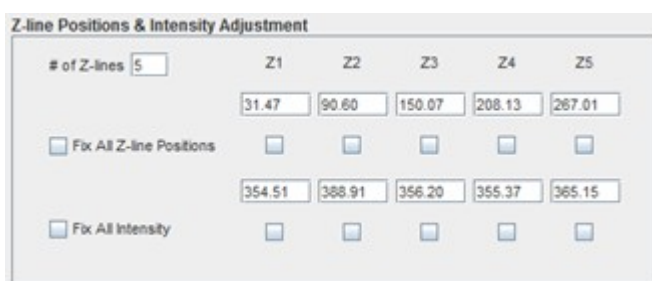 Z-line Positions & Intensity Adjustment
# of Z-lines 5 Z1 Z2 Z3 Z4 Z5
31.47 90.60 150.07 208.13 267.01
Fix All Z-line Positions
354.51 388.91 356.20 355.37 365.15
Fix All Intensity